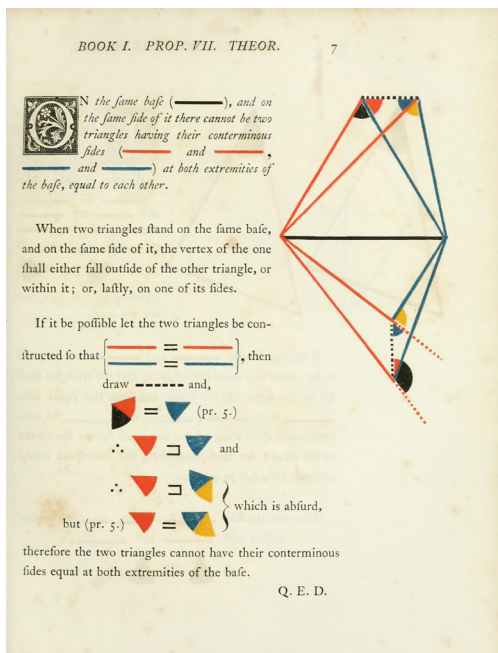 BOOK I. PROP. VII. THEOR. 7
ON the ſame baſe ( ), and on
the ſame ſide of it there cannot be two
triangles having their conterminous
ſides ( and ,
and ) at both extremities of
the baſe, equal to each other.
When two triangles ſtand on the ſame baſe,
and on the ſame ſide of it, the vertex of the one
ſhall either fall outſide of the other triangle, or
within it; or, laſtly, on one of its ſides.
If it be poſſible let the two triangles be con-
ſtructed ſo that { = / = }, then
draw and,
= (pr. 5.)
∴ ⊐ and
∴ ⊐
which is abſurd,
but (pr. 5.) =
therefore the two triangles cannot have their conterminous
ſides equal at both extremities of the baſe.
Q. E. D.